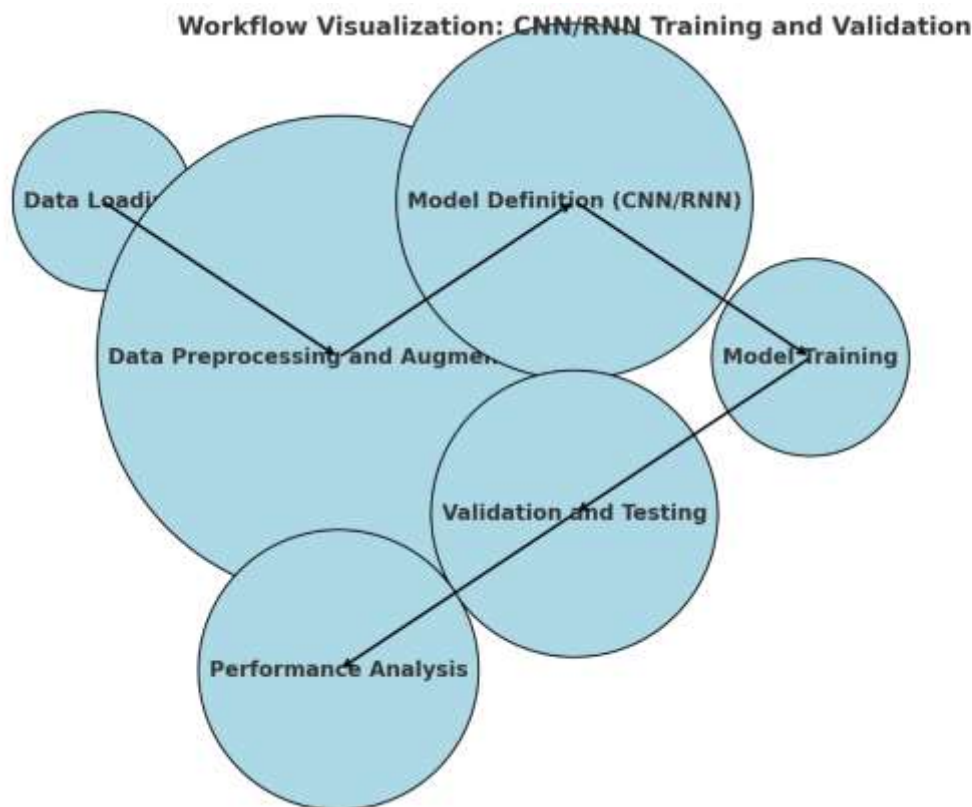 Workflow Visualization: CNN/RNN Training and Validation
Data Loadi
Model Definition (CNN/RNN)
Data Preprocessing and Augmen
Model Training
Validation and Testing
Performance Analysis